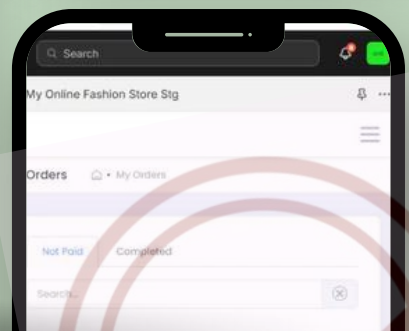 Search
My Online Fashion Store Stg
Orders • My Orders
Not Paid Completed
Search...